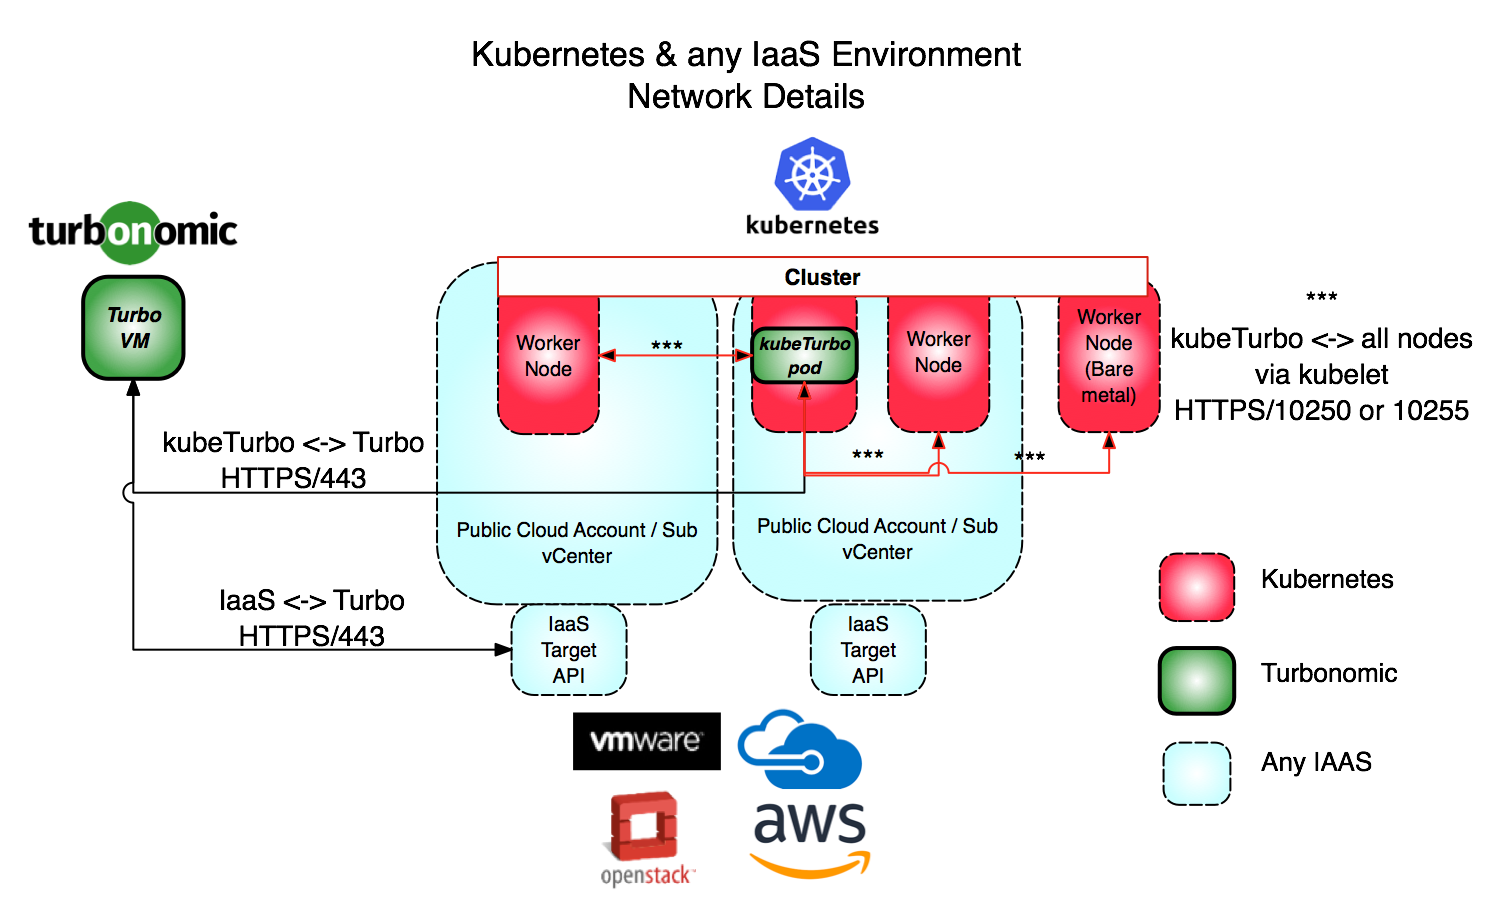 Kubernetes & any IaaS Environment
Network Details
kubernetes
turbonomic
Cluster
Turbo
VM
Worker
Node
***
kubeTurbo
pod
Worker
Node
Worker
Node
(Bare
metal)
***
kubeTurbo <-> all nodes
via kubelet
HTTPS/10250 or 10255
kubeTurbo <-> Turbo
HTTPS/443
***
***
Public Cloud Account / Sub
vCenter
Public Cloud Account / Sub
vCenter
IaaS <-> Turbo
HTTPS/443
IaaS
Target
API
IaaS
Target
API
Kubernetes
Turbonomic
Any IAAS
vmware
openstack
aws